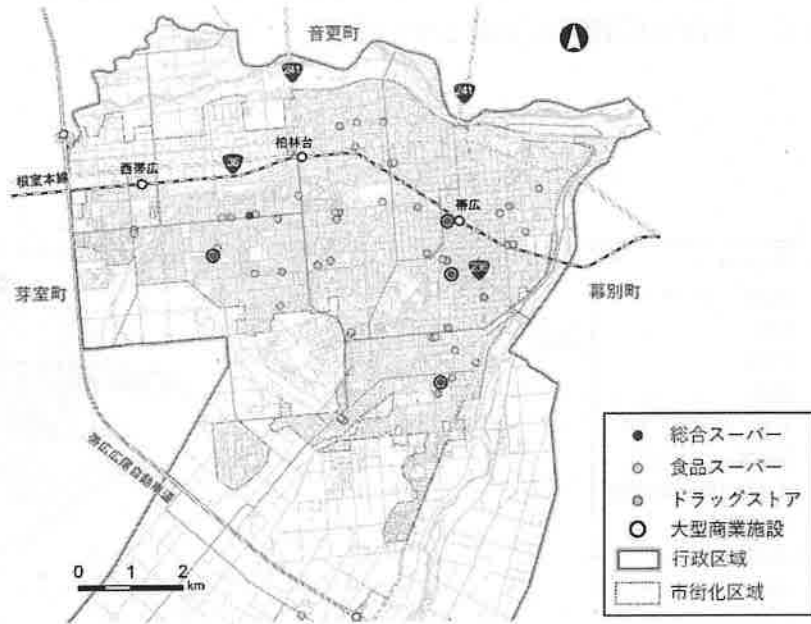 音更町
241
241
柏林台
38
西帯広
根室本線
帯広
236
芽室町
幕別町
帯広広尾自動車道
0 1 2
km
総合スーパー
食品スーパー
ドラッグストア
大型商業施設
行政区域
市街化区域